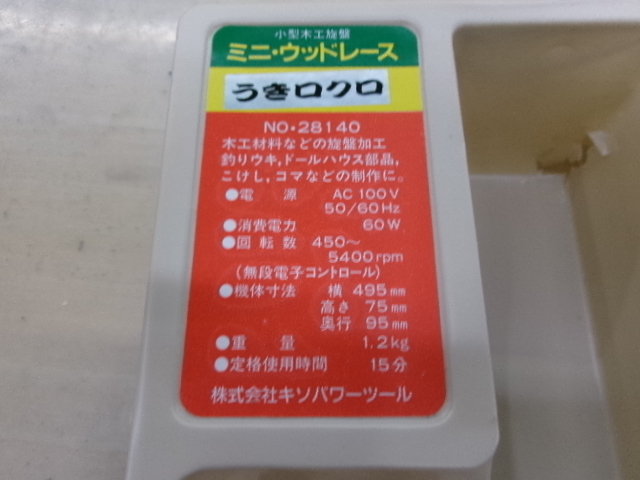 小型木工旋盤
ミニ・ウッドレース
うきロクロ
NO・28140
木工材料などの旋盤加工
釣りウキ,ドールハウス部品,
こけし,コマなどの制作に。
●電 源 AC 100V
50/60Hz
●消費電力 60W
●回転数 450〜
5400rpm
(無段電子コントロール)
●機体寸法 横 495mm
高さ 75mm
奥行 95mm
●重 量 1.2kg
●定格使用時間 15分
株式会社キソパワーツール